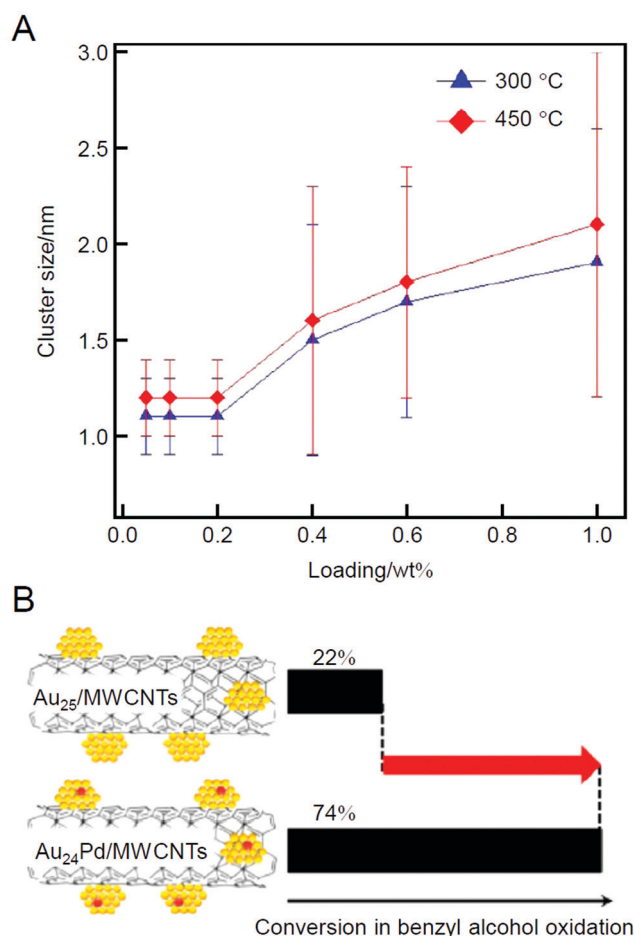 A
3.0
2.5
2.0
1.5
1.0
Cluster size/nm
300 °C
450 °C
0.0 0.2 0.4 0.6 0.8 1.0
Loading/wt%
B
22%
Au₂₅/MWCNTs
74%
Au₂₄Pd/MWCNTs
Conversion in benzyl alcohol oxidation